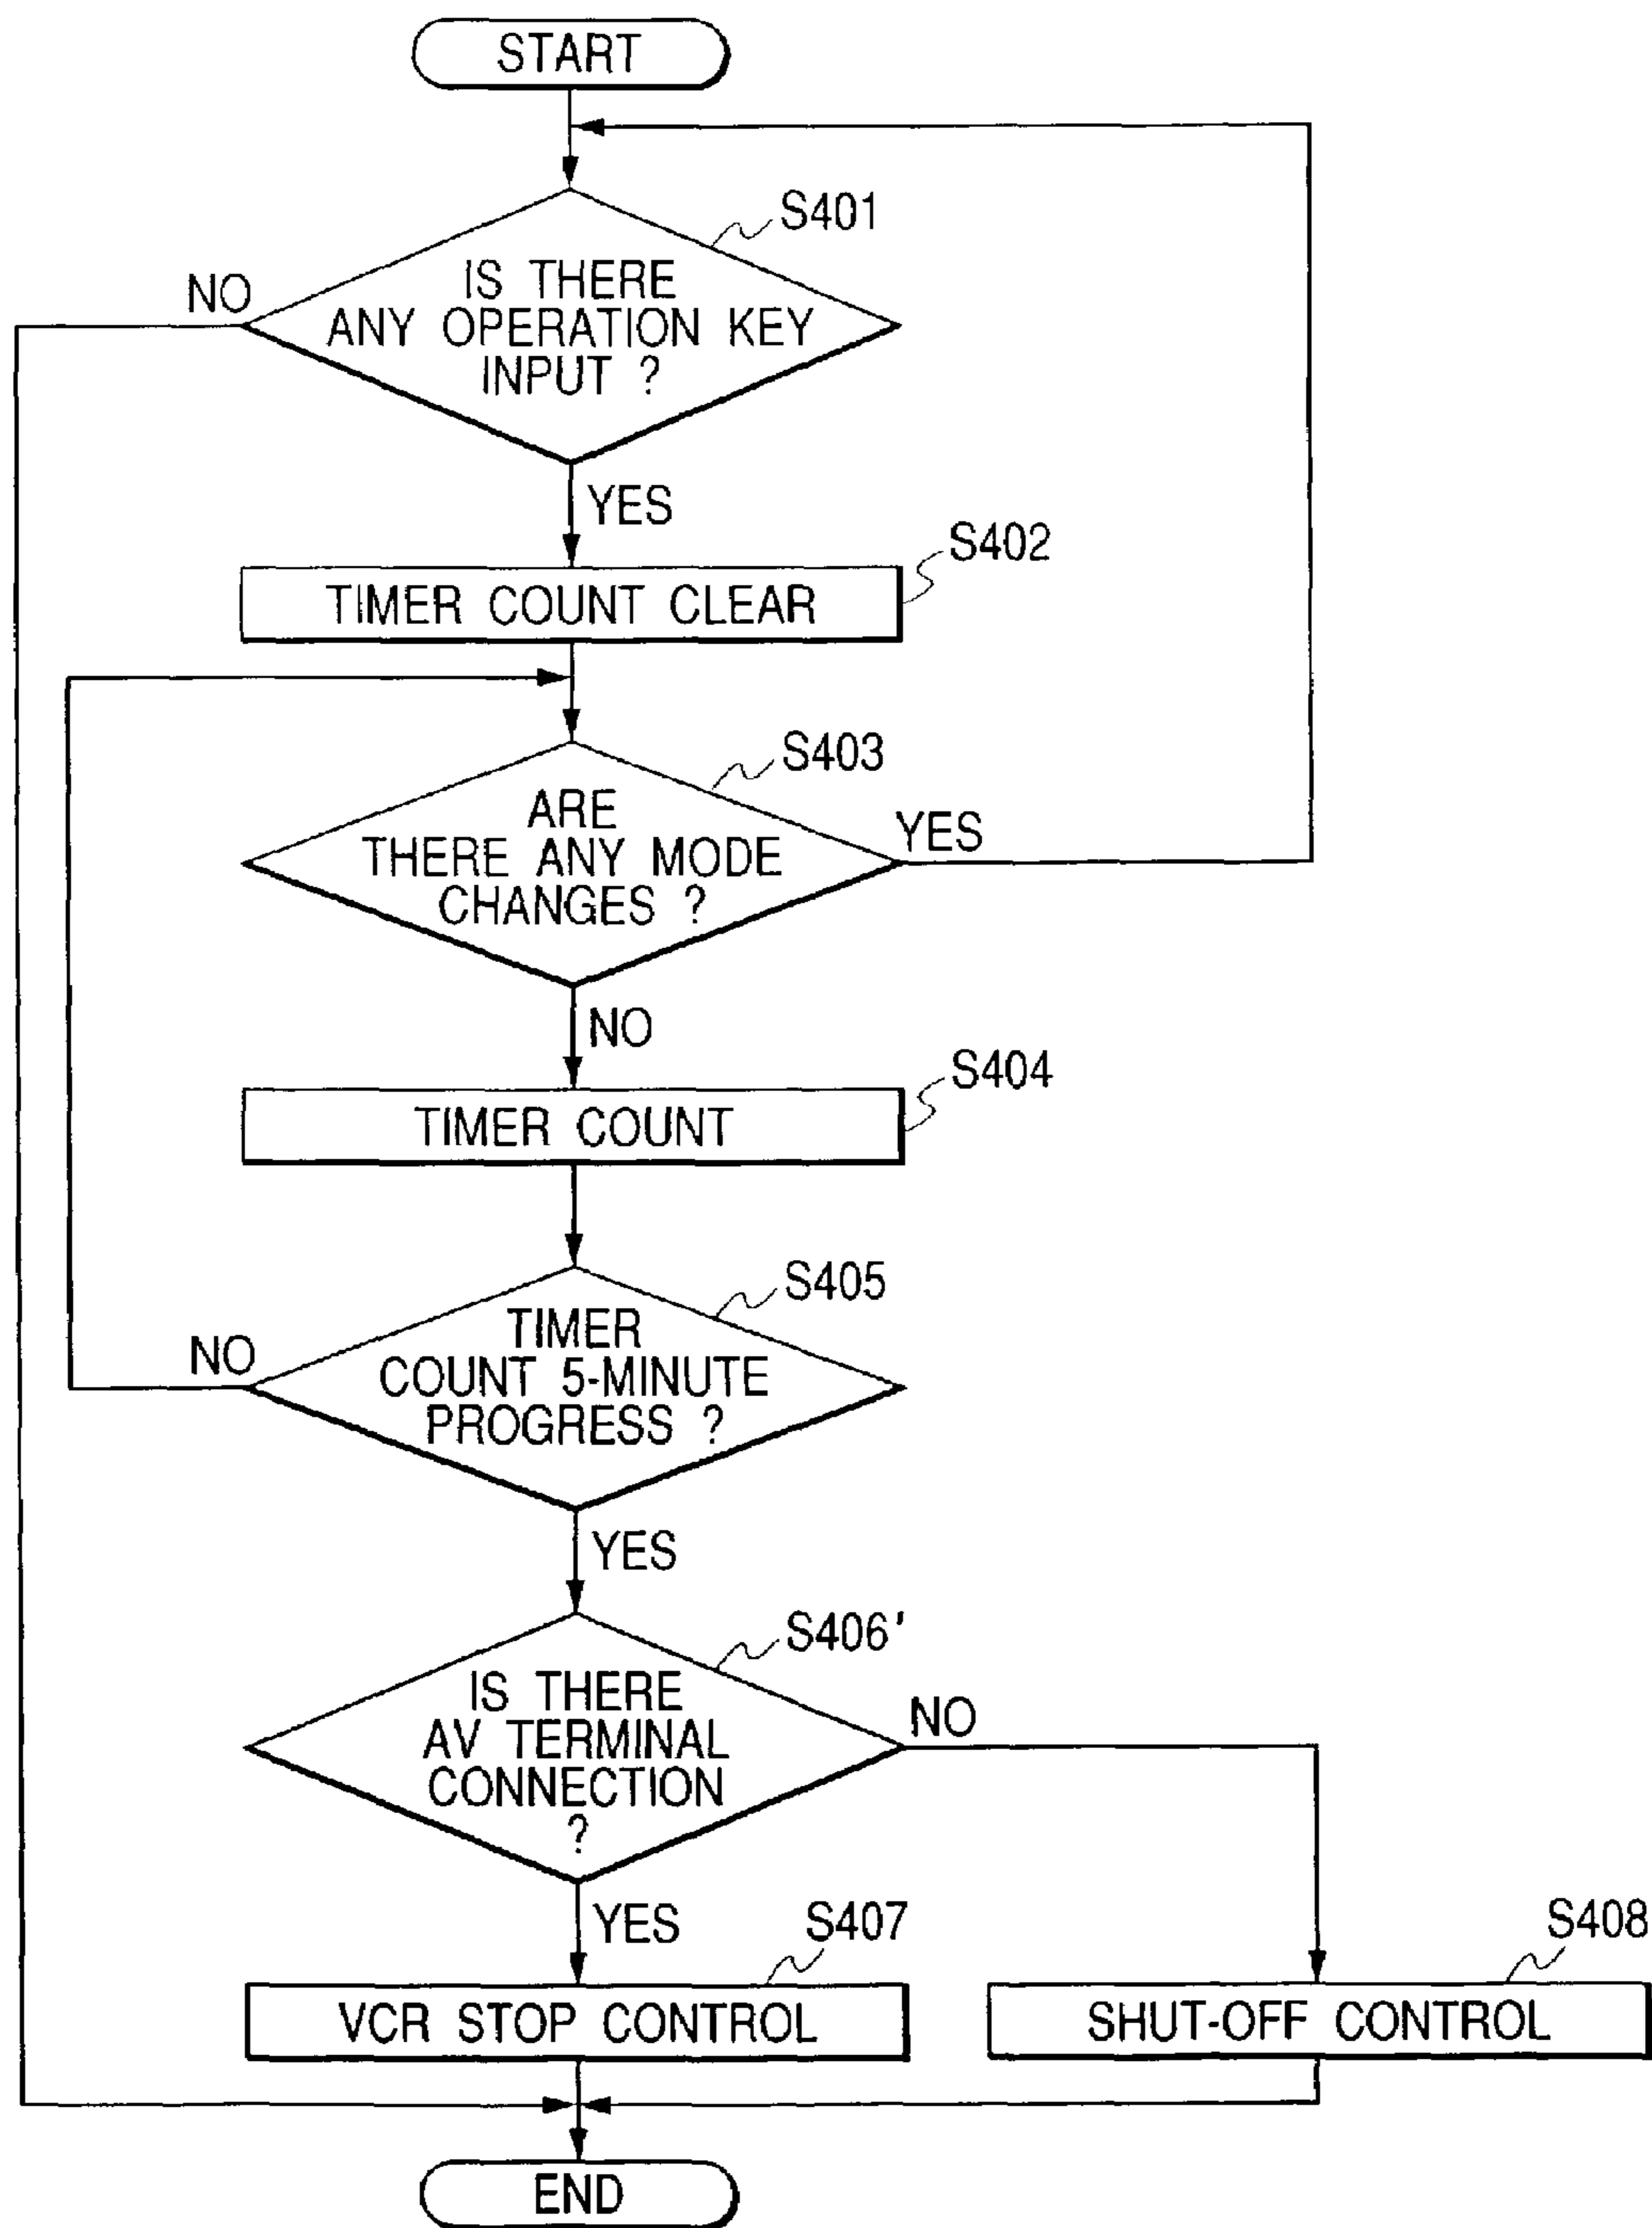 START
S401
NO
IS THERE
ANY OPERATION KEY
INPUT ?
YES
S402
TIMER COUNT CLEAR
S403
ARE
THERE ANY MODE
CHANGES ?
YES
NO
S404
TIMER COUNT
S405
NO
TIMER
COUNT 5-MINUTE
PROGRESS ?
YES
S406'
IS THERE
AV TERMINAL
CONNECTION
?
NO
YES
S407
S408
VCR STOP CONTROL
SHUT-OFF CONTROL
END